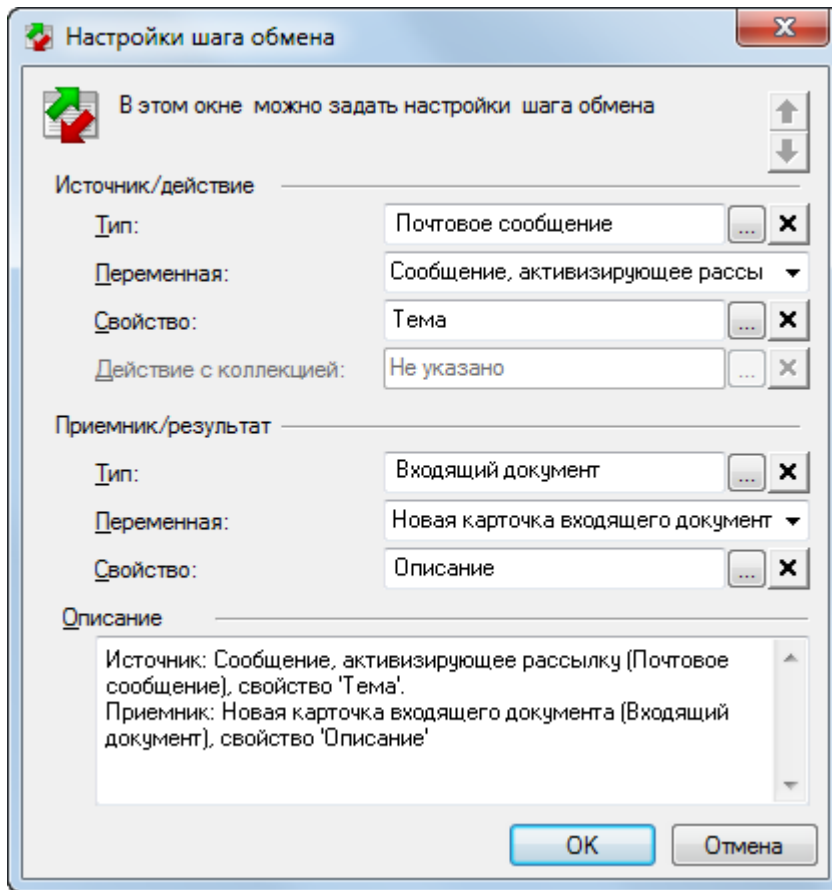 Настройки шага обмена
В этом окне можно задать настройки шага обмена
Источник/действие
Тип: Почтовое сообщение ...
Переменная: Сообщение, активизирующее рассы
Свойство: Тема ...
Действие с коллекцией: Не указано ...
Приемник/результат
Тип: Входящий документ ...
Переменная: Новая карточка входящего документ
Свойство: Описание ...
Описание
Источник: Сообщение, активизирующее рассылку (Почтовое
сообщение), свойство 'Тема'.
Приемник: Новая карточка входящего документа (Входящий
документ), свойство 'Описание'
OK Отмена